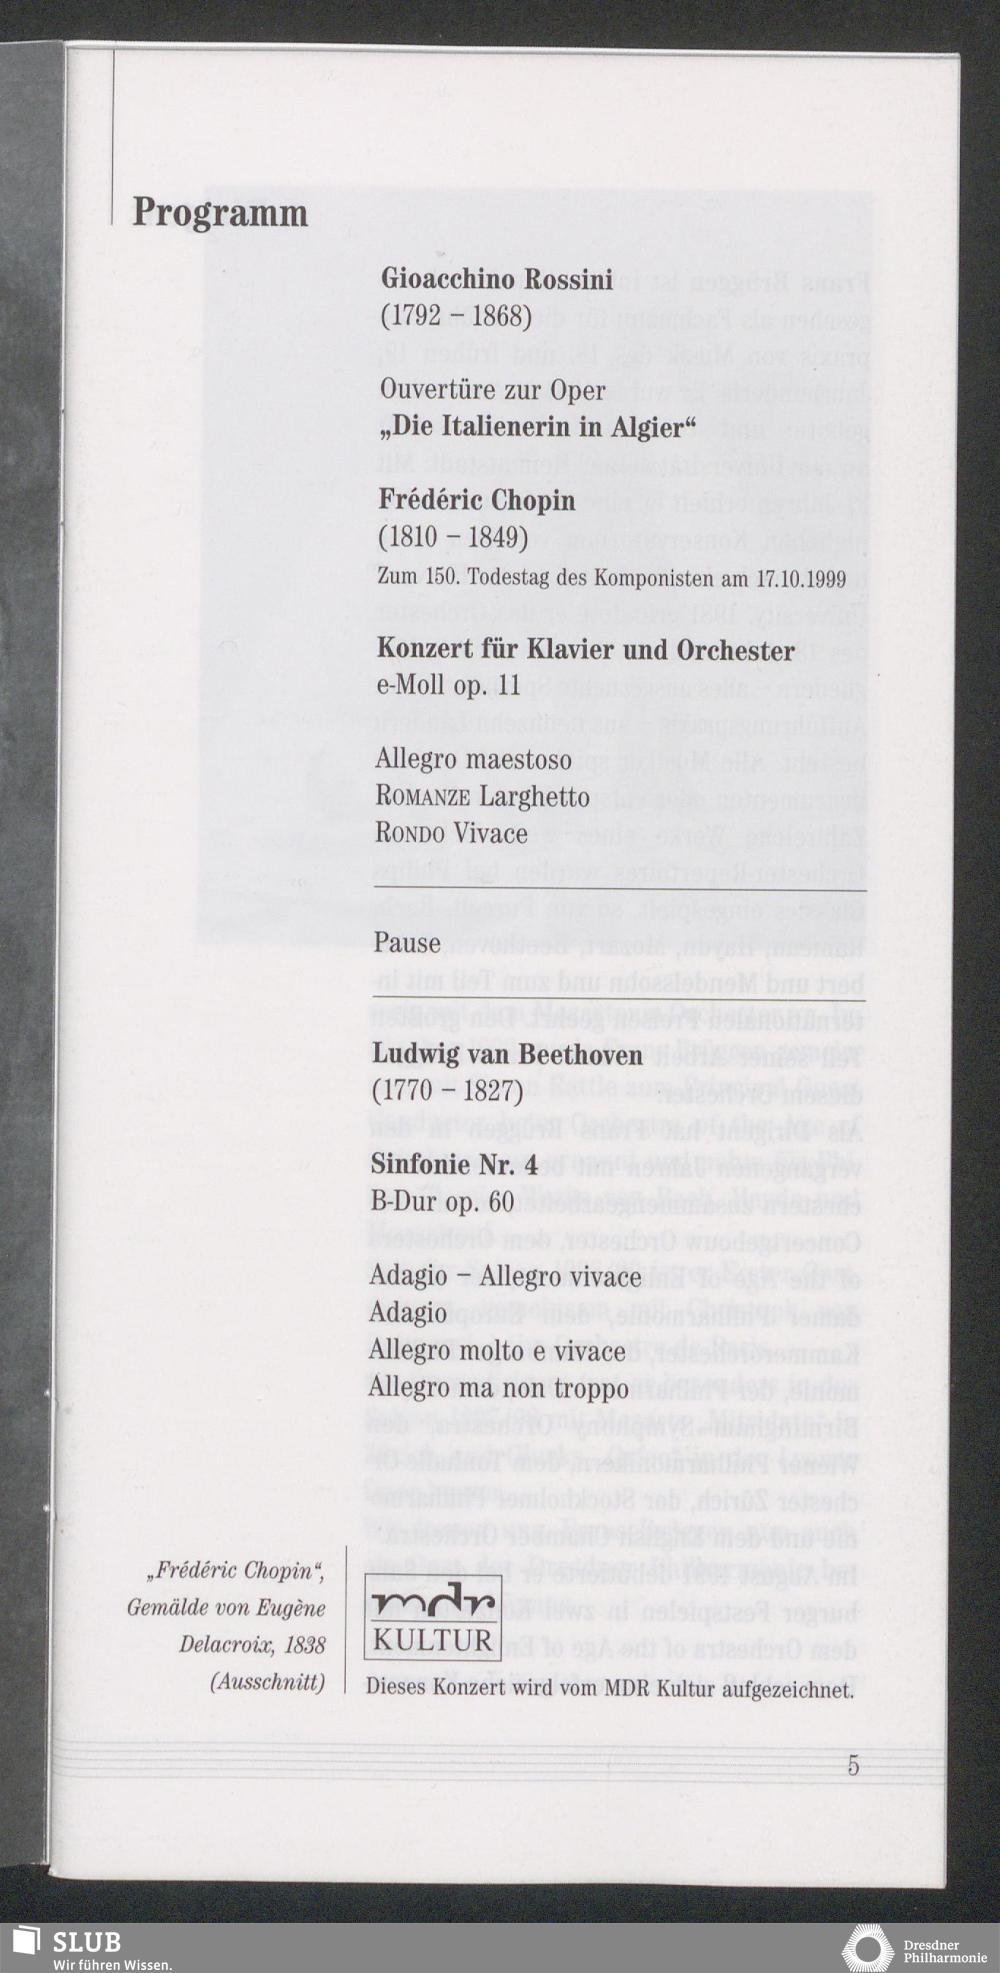 Programm
Gioacchino Rossini
(1792 – 1868)
Ouvertüre zur Oper
„Die Italienerin in Algier“
Frédéric Chopin
(1810 – 1849)
Zum 150. Todestag des Komponisten am 17.10.1999
Konzert für Klavier und Orchester
e-Moll op. 11
Allegro maestoso
ROMANZE Larghetto
RONDO Vivace
Pause
Ludwig van Beethoven
(1770 – 1827)
Sinfonie Nr. 4
B-Dur op. 60
Adagio – Allegro vivace
Adagio
Allegro molto e vivace
Allegro ma non troppo
„Frédéric Chopin“,
Gemälde von Eugène
Delacroix, 1838
(Ausschnitt)
mdr
KULTUR
Dieses Konzert wird vom MDR Kultur aufgezeichnet.
5
SLUB
Wir führen Wissen.
Dresdner
Philharmonie